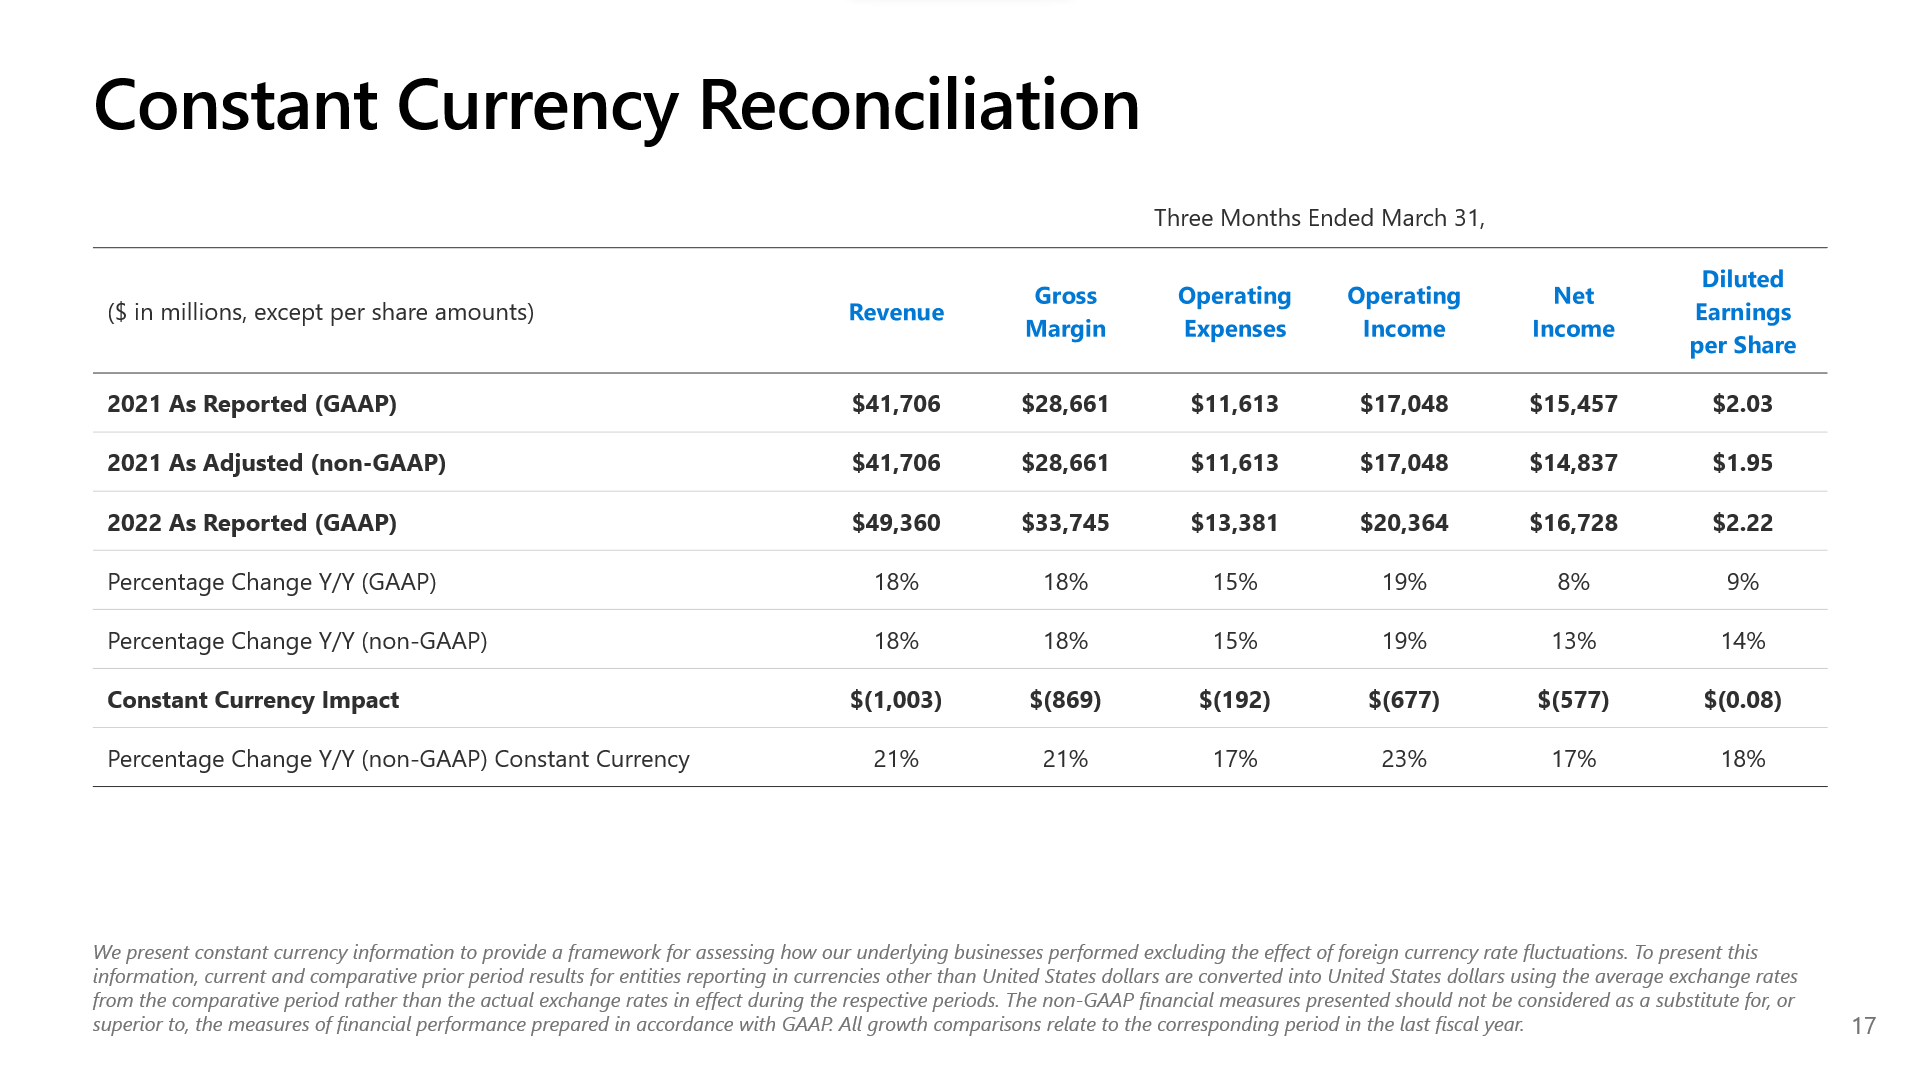 Constant Currency Reconciliation
Three Months Ended March 31,
($ in millions, except per share amounts) Revenue Gross Margin Operating Expenses Operating Income Net Income Diluted Earnings per Share
2021 As Reported (GAAP) $41,706 $28,661 $11,613 $17,048 $15,457 $2.03
2021 As Adjusted (non-GAAP) $41,706 $28,661 $11,613 $17,048 $14,837 $1.95
2022 As Reported (GAAP) $49,360 $33,745 $13,381 $20,364 $16,728 $2.22
Percentage Change Y/Y (GAAP) 18% 18% 15% 19% 8% 9%
Percentage Change Y/Y (non-GAAP) 18% 18% 15% 19% 13% 14%
Constant Currency Impact $(1,003) $(869) $(192) $(677) $(577) $(0.08)
Percentage Change Y/Y (non-GAAP) Constant Currency 21% 21% 17% 23% 17% 18%
We present constant currency information to provide a framework for assessing how our underlying businesses performed excluding the effect of foreign currency rate fluctuations. To present this
information, current and comparative prior period results for entities reporting in currencies other than United States dollars are converted into United States dollars using the average exchange rates
from the comparative period rather than the actual exchange rates in effect during the respective periods. The non-GAAP financial measures presented should not be considered as a substitute for, or
superior to, the measures of financial performance prepared in accordance with GAAP. All growth comparisons relate to the corresponding period in the last fiscal year.
17